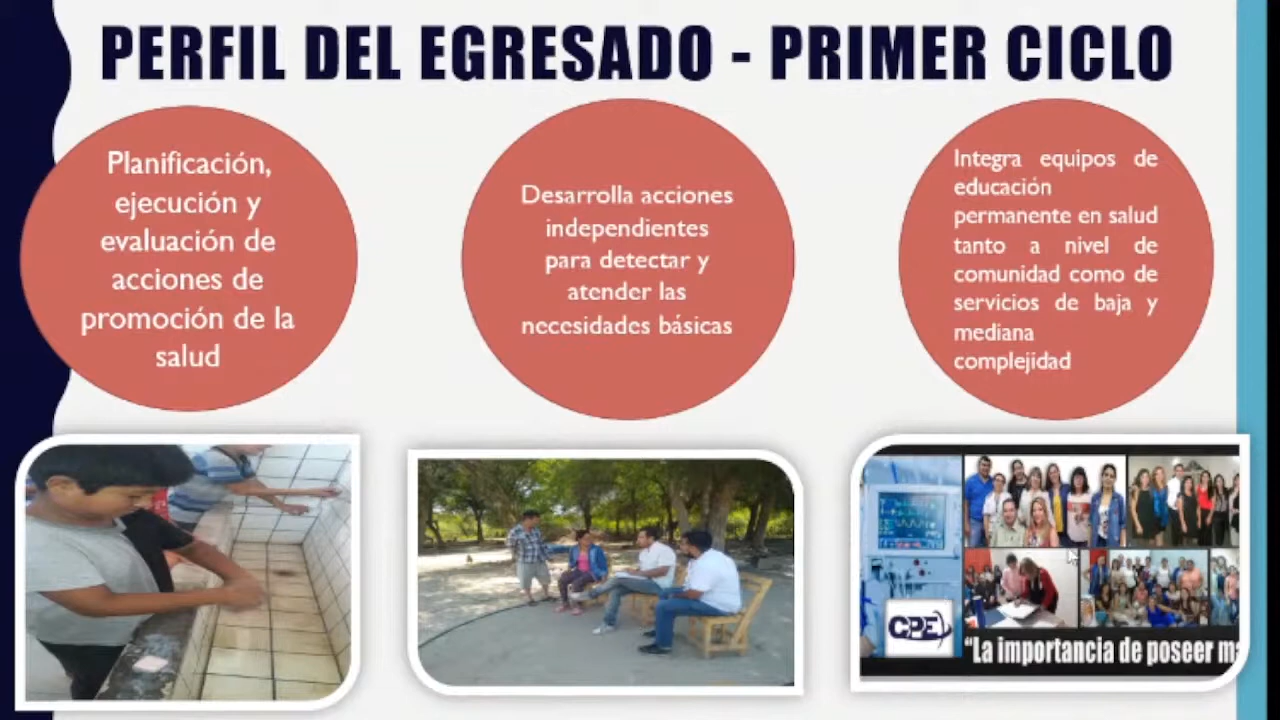 PERFIL DEL EGRESADO - PRIMER CICLO
Planificación,
ejecución y
evaluación de
acciones de
promoción de la
salud
Desarrolla acciones
independientes
para detectar y
atender las
necesidades básicas
Integra equipos de
educación
permanente en salud
tanto a nivel de
comunidad como de
servicios de baja y
mediana
complejidad
CPE
"La importancia de poseer